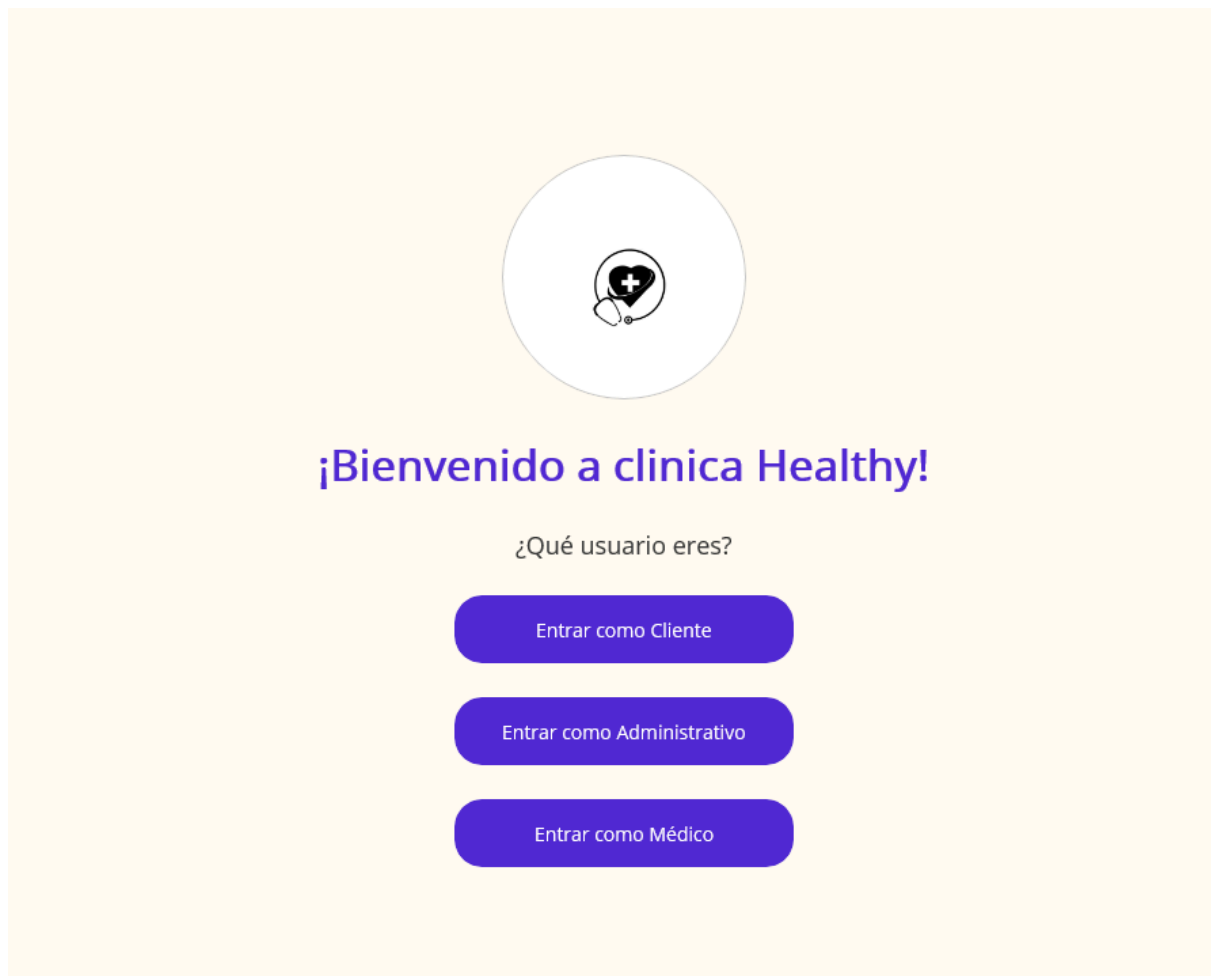 ¡Bienvenido a clinica Healthy!
¿Qué usuario eres?
Entrar como Cliente
Entrar como Administrativo
Entrar como Médico